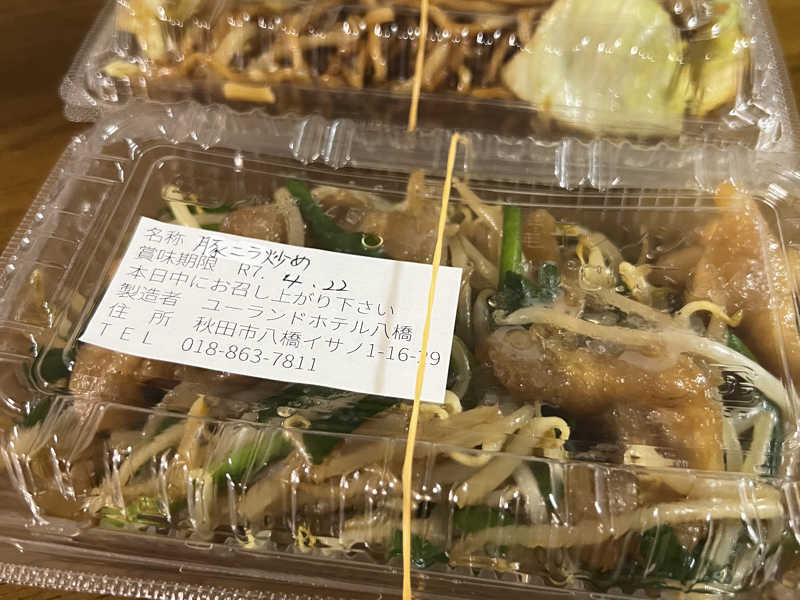 名称 豚ニラ炒め
賞味期限 R7. 4. 22
本日中にお召し上がり下さい
製造者 ユーランドホテル八橋
住 所 秋田市八橋イサノ1-16-29
TEL 018-863-7811